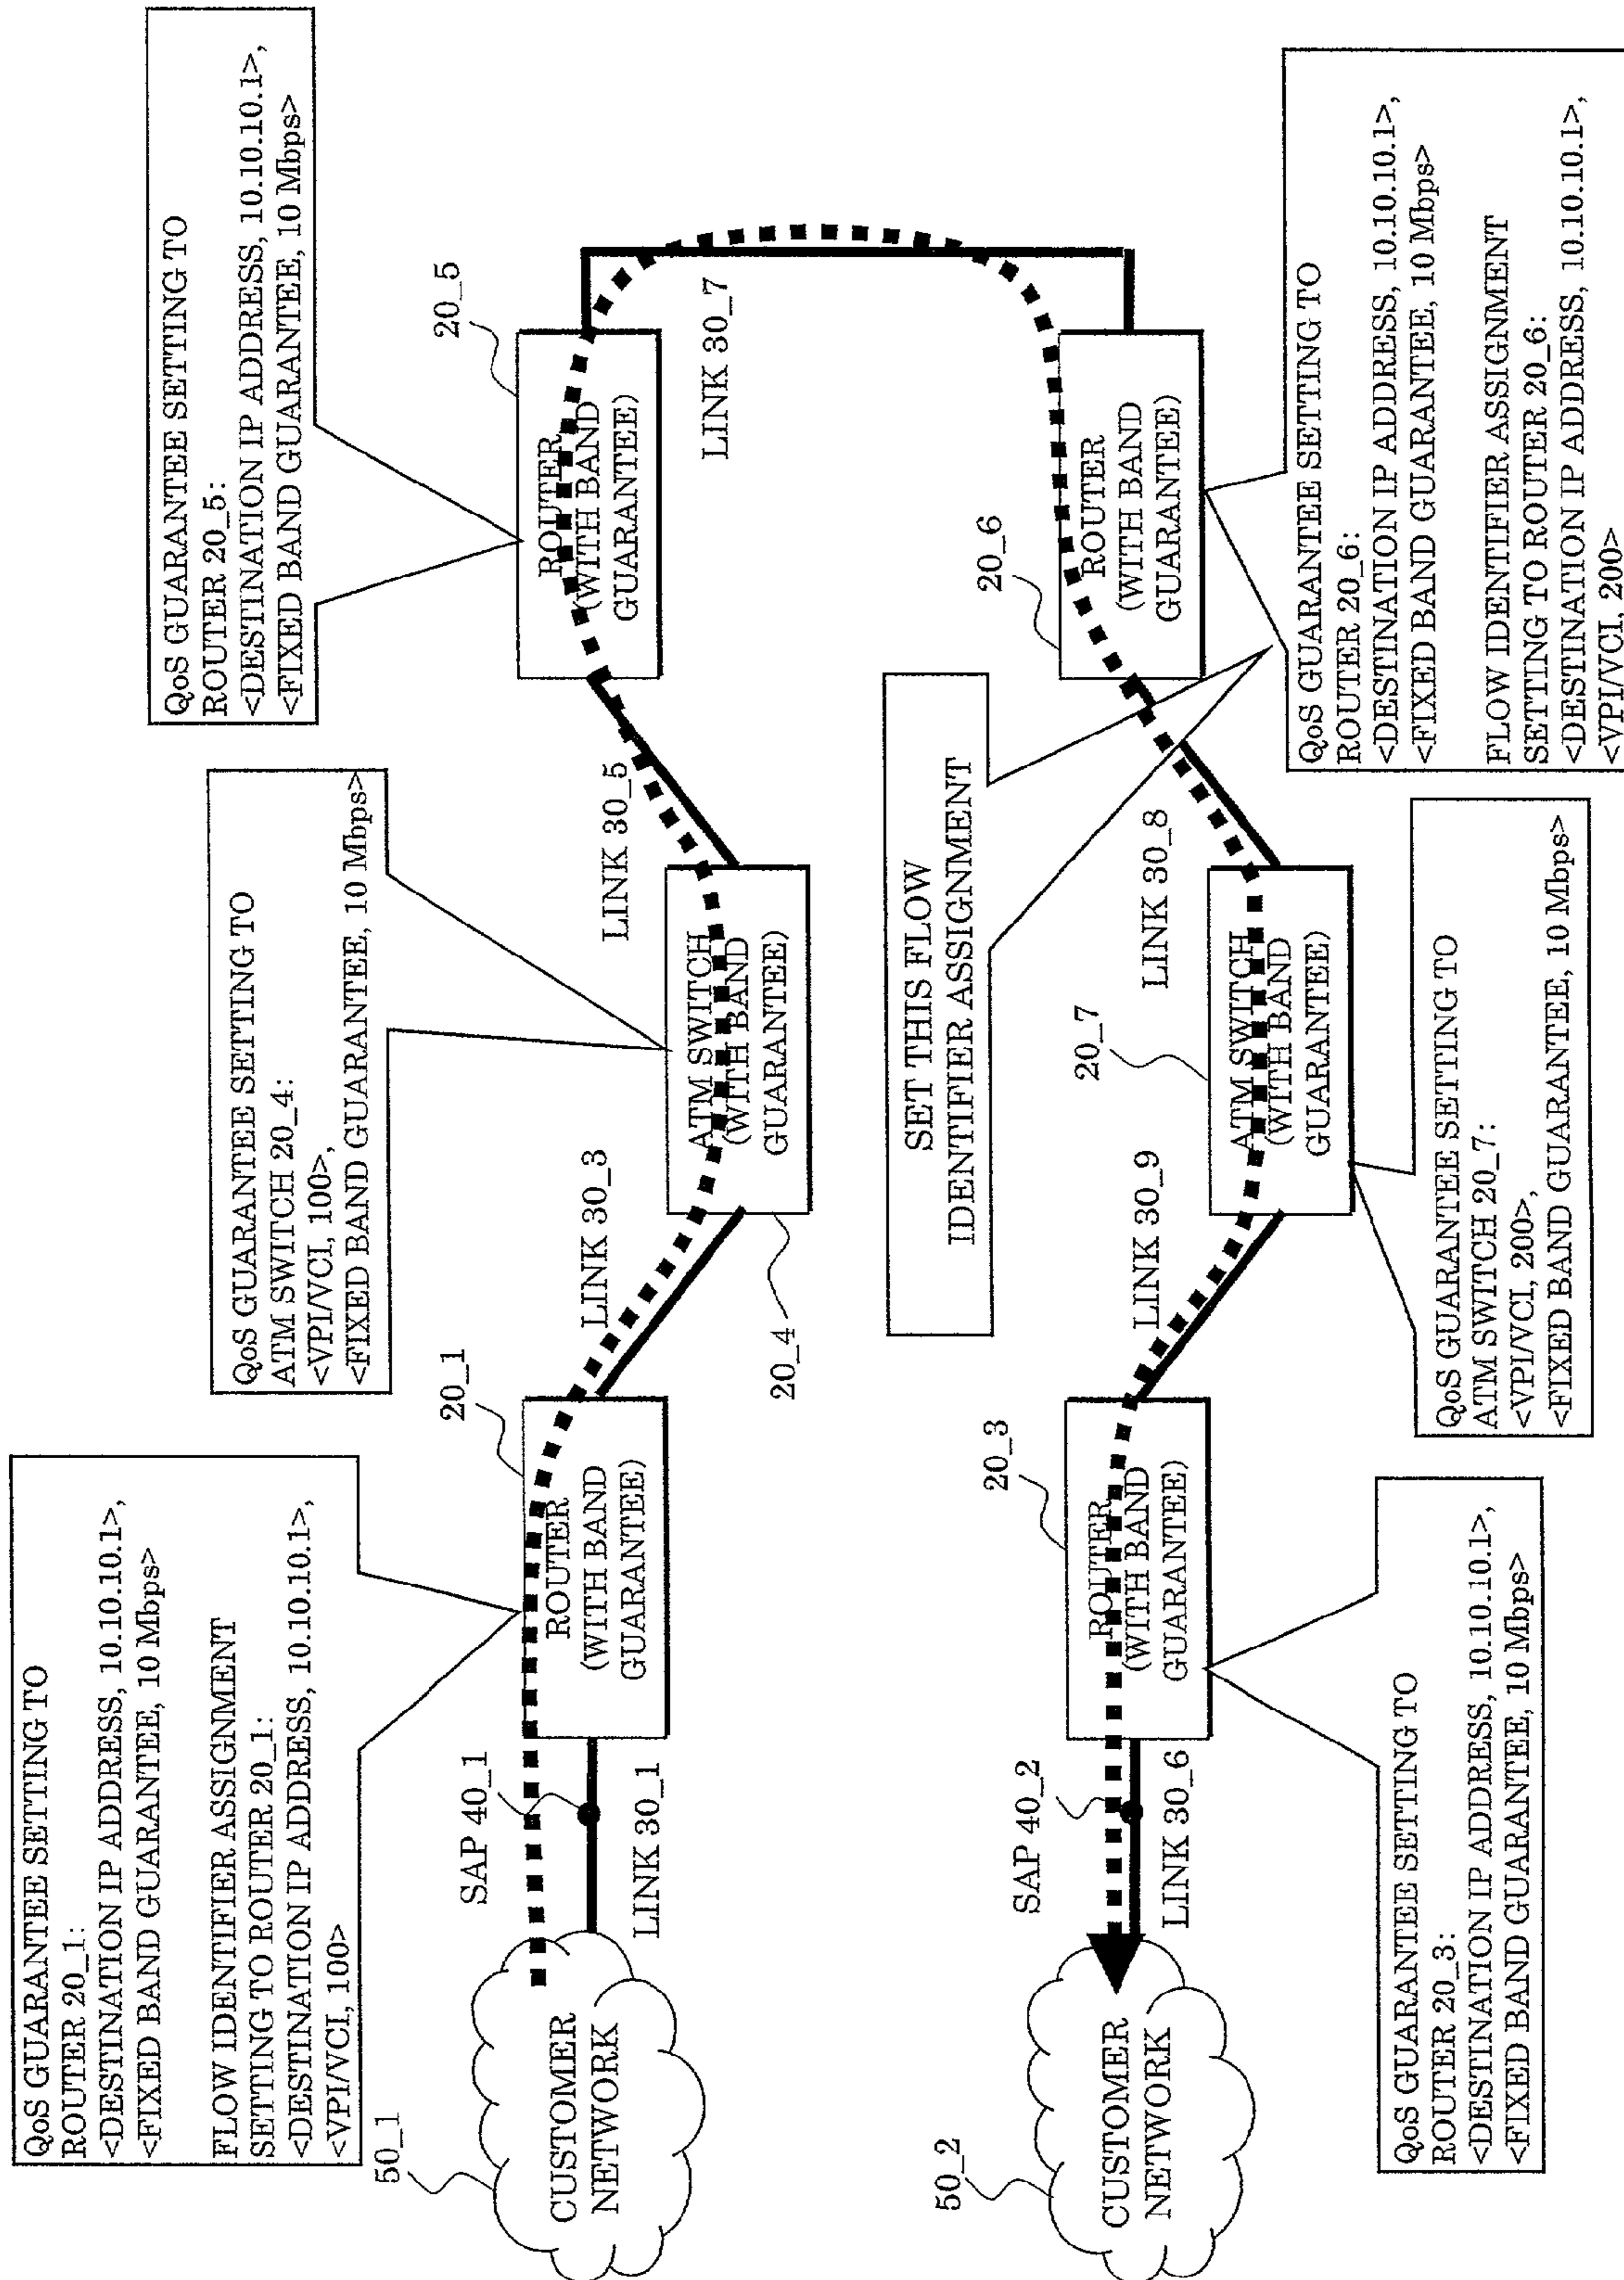 QoS GUARANTEE SETTING TO
ROUTER 20_1:
<DESTINATION IP ADDRESS, 10.10.10.1>,
<FIXED BAND GUARANTEE, 10 Mbps>
FLOW IDENTIFIER ASSIGNMENT
SETTING TO ROUTER 20_1:
<DESTINATION IP ADDRESS, 10.10.10.1>,
<VPI/VCI, 100>
QoS GUARANTEE SETTING TO
ATM SWITCH 20_4:
<VPI/VCI, 100>,
<FIXED BAND GUARANTEE, 10 Mbps>
QoS GUARANTEE SETTING TO
ROUTER 20_5:
<DESTINATION IP ADDRESS, 10.10.10.1>,
<FIXED BAND GUARANTEE, 10 Mbps>
50_1
CUSTOMER
NETWORK
SAP 40_1
LINK 30_1
20_1
ROUTER
(WITH BAND
GUARANTEE)
LINK 30_3
20_4
ATM SWITCH
(WITH BAND
GUARANTEE)
LINK 30_5
20_5
ROUTER
(WITH BAND
GUARANTEE)
LINK 30_7
50_2
CUSTOMER
NETWORK
SAP 40_2
LINK 30_6
20_3
ROUTER
(WITH BAND
GUARANTEE)
LINK 30_9
SET THIS FLOW
IDENTIFIER ASSIGNMENT
20_7
ATM SWITCH
(WITH BAND
GUARANTEE)
LINK 30_8
20_6
ROUTER
(WITH BAND
GUARANTEE)
QoS GUARANTEE SETTING TO
ROUTER 20_3:
<DESTINATION IP ADDRESS, 10.10.10.1>,
<FIXED BAND GUARANTEE, 10 Mbps>
QoS GUARANTEE SETTING TO
ATM SWITCH 20_7:
<VPI/VCI, 200>,
<FIXED BAND GUARANTEE, 10 Mbps>
QoS GUARANTEE SETTING TO
ROUTER 20_6:
<DESTINATION IP ADDRESS, 10.10.10.1>,
<FIXED BAND GUARANTEE, 10 Mbps>
FLOW IDENTIFIER ASSIGNMENT
SETTING TO ROUTER 20_6:
<DESTINATION IP ADDRESS, 10.10.10.1>,
<VPI/VCI, 200>